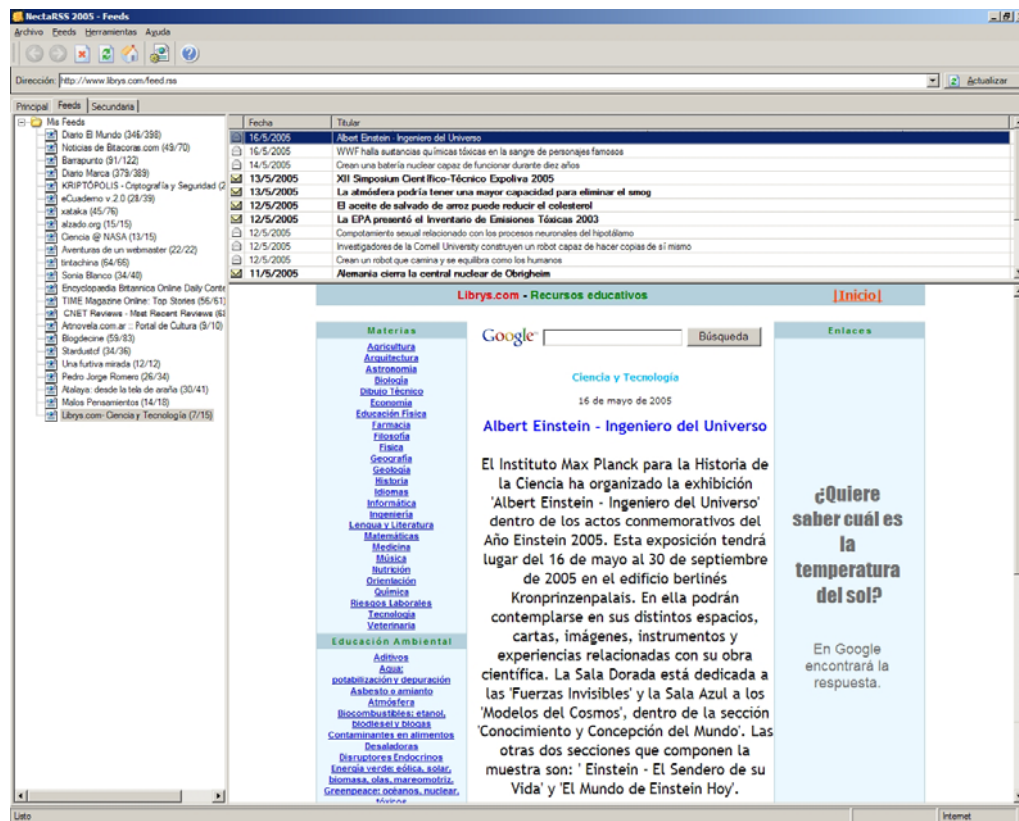 NectaRSS 2005 - Feeds
Archivo Feeds Herramientas Ayuda
Dirección: http://www.librys.com/feed.rss
Actualizar
Principal Feeds Secundaria
Mis Feeds
Diario El Mundo (346/398)
Noticias de Bitacoras.com (49/70)
Barrapunto (91/122)
Diario Marca (379/389)
KRIPTÓPOLIS - Criptografía y Seguridad (2
eCuaderno v.2.0 (28/39)
xataka (45/76)
alzado.org (15/15)
Ciencia @ NASA (13/15)
Aventuras de un webmaster (22/22)
tintachina (64/66)
Sonia Blanco (34/40)
Encyclopaedia Britannica Online Daily Conte
TIME Magazine Online: Top Stories (56/61)
CNET Reviews - Most Recent Reviews (63
Artnovela.com.ar :: Portal de Cultura (9/10)
Blogdecine (59/83)
Stardustcf (34/36)
Una furtiva mirada (12/12)
Pedro Jorge Romero (26/34)
Atalaya: desde la tela de araña (30/41)
Malos Pensamientos (14/18)
Librys.com- Ciencia y Tecnología (7/15)
Fecha Titular
16/5/2005 Albert Einstein - Ingeniero del Universo
16/5/2005 WWF halla sustancias químicas tóxicas en la sangre de personajes famosos
14/5/2005 Crean una batería nuclear capaz de funcionar durante diez años
13/5/2005 XII Simposium Científico-Técnico Expoliva 2005
13/5/2005 La atmósfera podría tener una mayor capacidad para eliminar el smog
12/5/2005 El aceite de salvado de arroz puede reducir el colesterol
12/5/2005 La EPA presentó el Inventario de Emisiones Tóxicas 2003
12/5/2005 Compotamiento sexual relacionado con los procesos neuronales del hipotálamo
12/5/2005 Investigadores de la Cornell University construyen un robot capaz de hacer copias de sí mismo
12/5/2005 Crean un robot que camina y se equilibra como los humanos
11/5/2005 Alemania cierra la central nuclear de Obrigheim
Librys.com - Recursos educativos
|Inicio|
Materias
Agricultura
Arquitectura
Astronomía
Biología
Dibujo Técnico
Economía
Educación Física
Farmacia
Filosofía
Física
Geografía
Geología
Historia
Idiomas
Informática
Ingeniería
Lengua y Literatura
Matemáticas
Medicina
Música
Nutrición
Orientación
Química
Riesgos Laborales
Tecnología
Veterinaria
Educación Ambiental
Aditivos
Agua:
potabilización y depuración
Asbesto o amianto
Atmósfera
Biocombustibles: etanol,
biodiesel y biogas
Contaminantes en alimentos
Desaladoras
Disruptores Endocrinos
Energía verde: eólica, solar,
biomasa, olas, mareomotriz.
Greenpeace: océanos, nuclear,
tóxicos
Google Búsqueda
Ciencia y Tecnología
16 de mayo de 2005
Albert Einstein - Ingeniero del Universo
El Instituto Max Planck para la Historia de
la Ciencia ha organizado la exhibición
'Albert Einstein - Ingeniero del Universo'
dentro de los actos conmemorativos del
Año Einstein 2005. Esta exposición tendrá
lugar del 16 de mayo al 30 de septiembre
de 2005 en el edificio berlinés
Kronprinzenpalais. En ella podrán
contemplarse en sus distintos espacios,
cartas, imágenes, instrumentos y
experiencias relacionadas con su obra
científica. La Sala Dorada está dedicada a
las 'Fuerzas Invisibles' y la Sala Azul a los
'Modelos del Cosmos', dentro de la sección
'Conocimiento y Concepción del Mundo'. Las
otras dos secciones que componen la
muestra son: ' Einstein - El Sendero de su
Vida' y 'El Mundo de Einstein Hoy'.
Enlaces
¿Quiere
saber cuál es
la
temperatura
del sol?
En Google
encontrará la
respuesta.
Listo
Internet